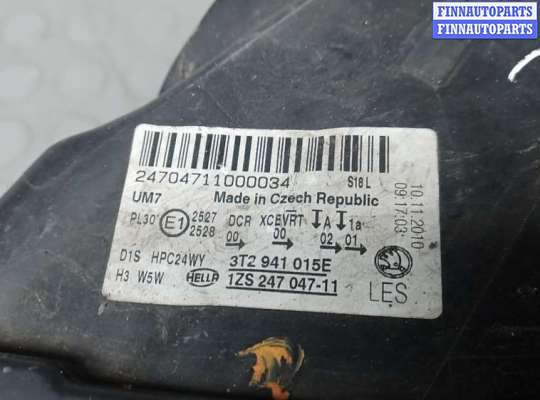 FINNAUTOPARTS
FINNAUTOPARTS
24704711000034 S16L
UM7 Made in Czech Republic
PL30 E1 2527 DCR XCEVRT A 1a
2528 00 00 02 01
D1S HPC24WY 3T2 941 015E
H3 W5W HELLA 1ZS 247 047-11 LES
10.11.2010
09:17:03